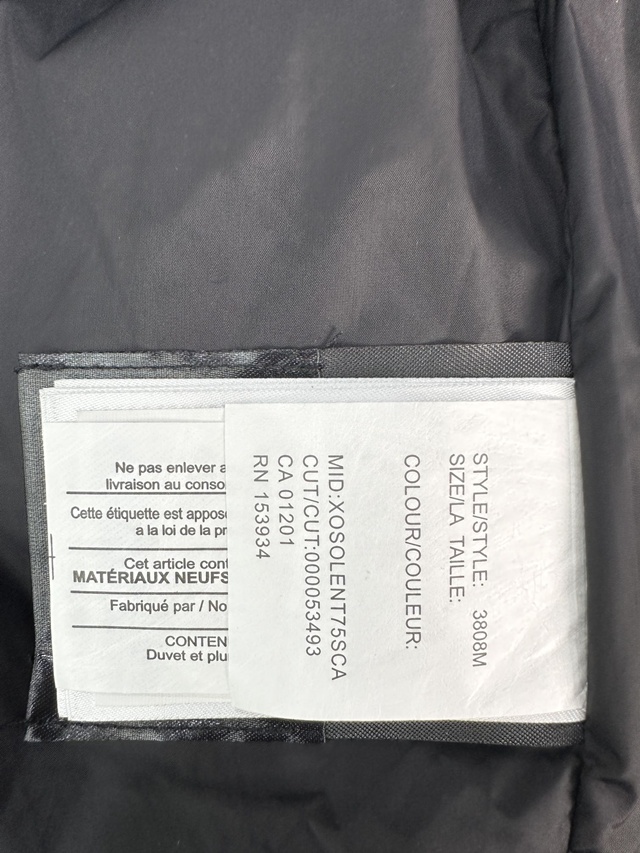 Ne pas enlever a
livraison au conso
Cette étiquette est appose
a la loi de la pr
Cet article cont
MATÉRIAUX NEUFS
Fabriqué par / No
CONTEN
Duvet et plu
STYLE/STYLE: 3808M
SIZE/LA TAILLE:
COLOUR/COULEUR:
MID:XOSOLENT75SCA
CUT/CUT:000053493
CA 01201
RN 153934